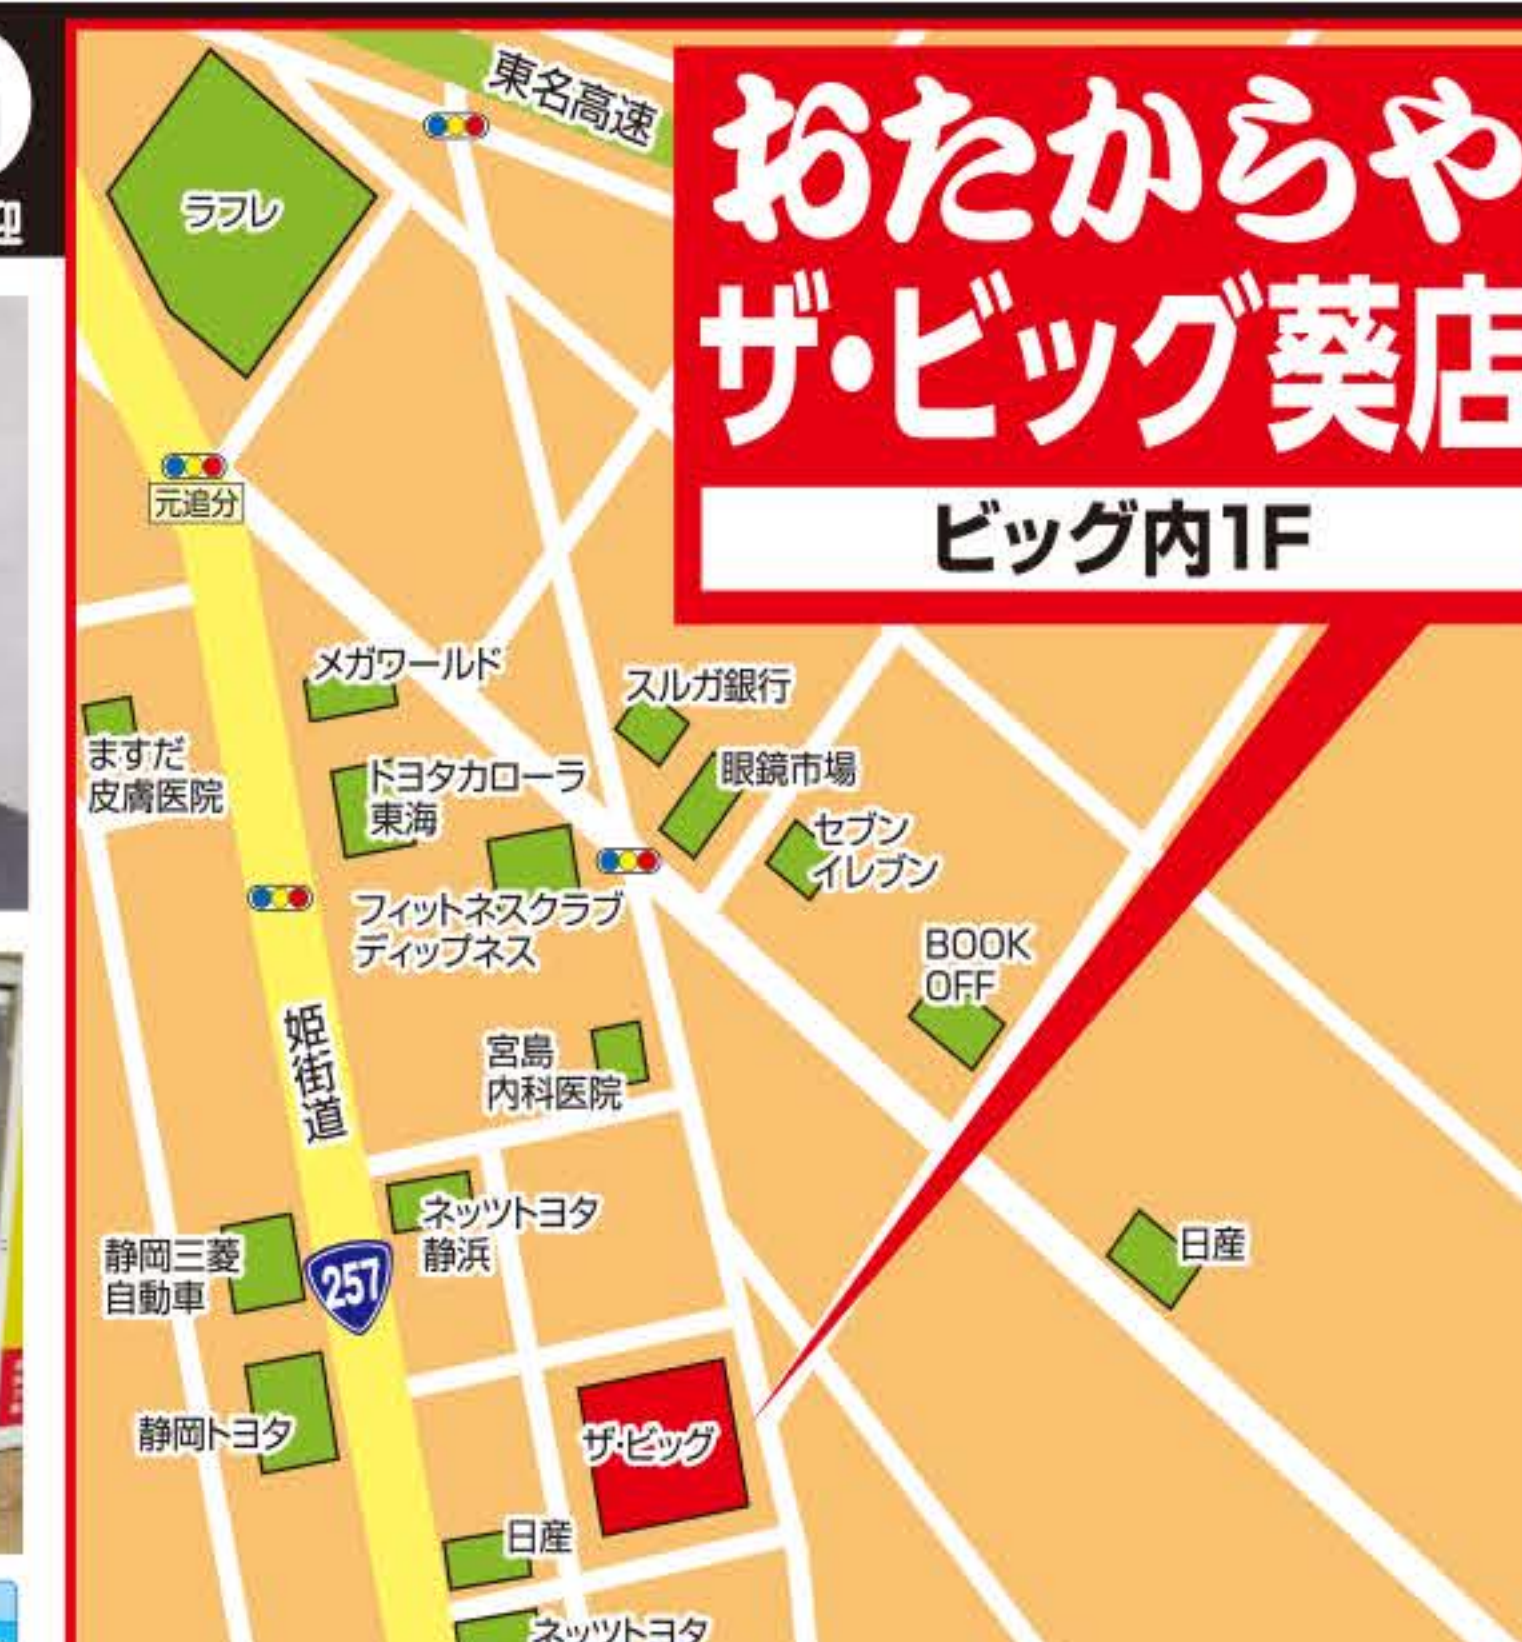 迎
東名高速
おたからや
ザ・ビッグ葵店
ビッグ内1F
ラフレ
元追分
メガワールド
スルガ銀行
ますだ
皮膚医院
トヨタカローラ
東海
眼鏡市場
セブン
イレブン
フィットネスクラブ
ディップネス
BOOK
OFF
姫街道
宮島
内科医院
ネッツトヨタ
静浜
静岡三菱
自動車
257
日産
静岡トヨタ
ザ・ビッグ
日産
ネッツトヨタ